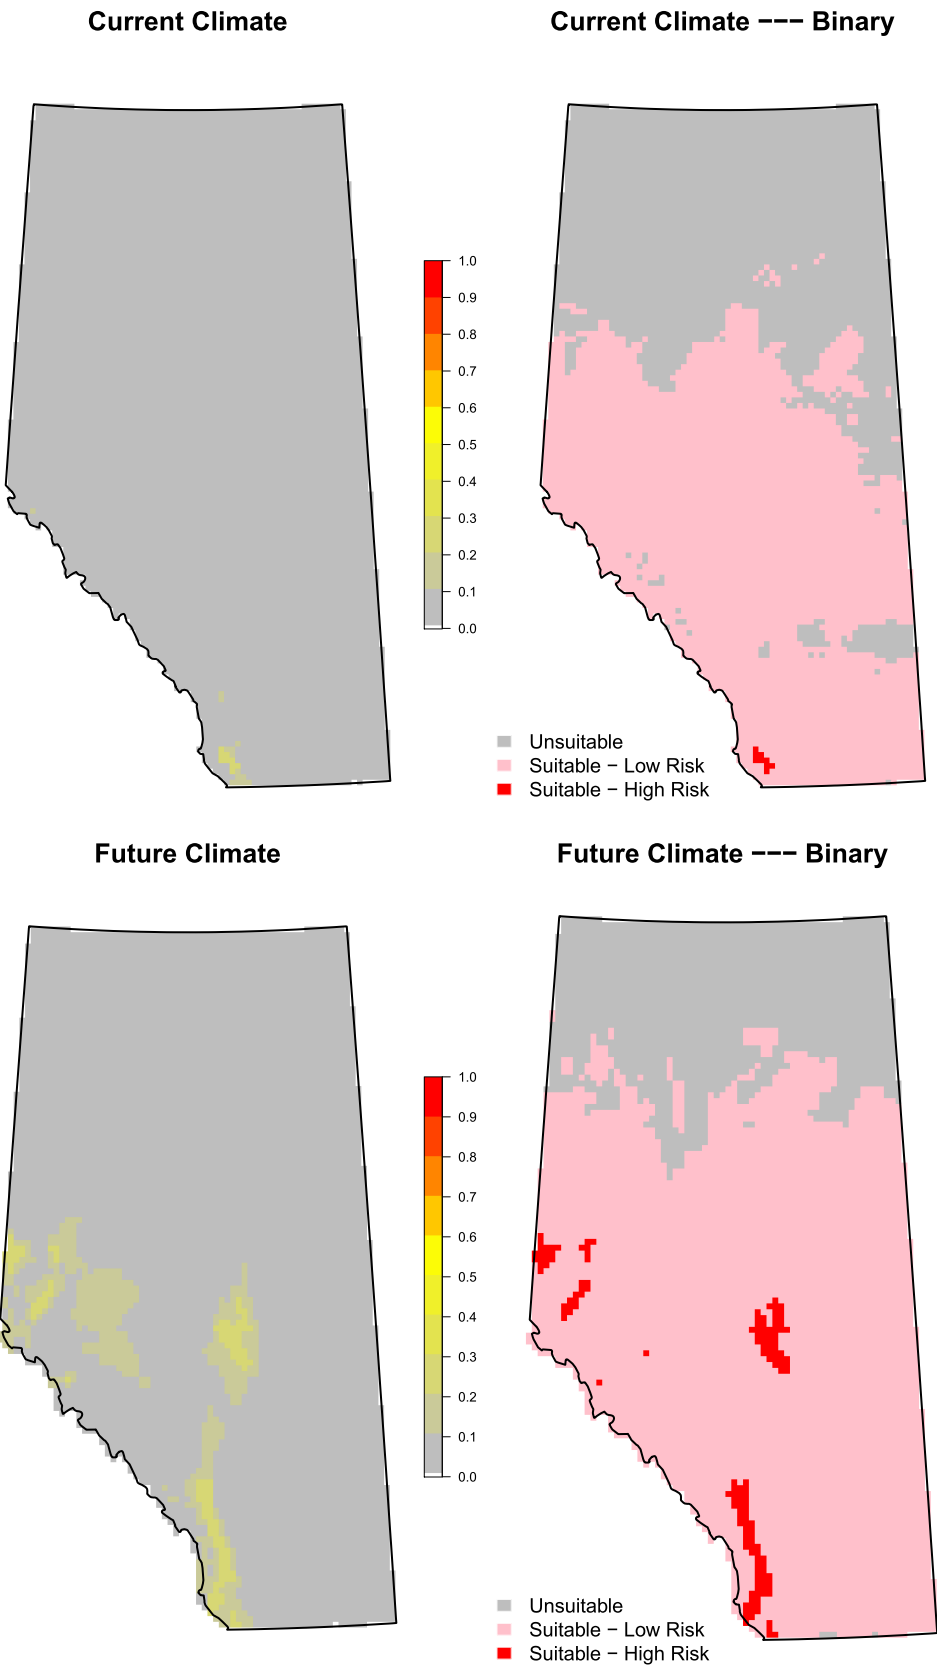 Current Climate
Current Climate −−− Binary
1.0
0.9
0.8
0.7
0.6
0.5
0.4
0.3
0.2
0.1
0.0
Unsuitable
Suitable − Low Risk
Suitable − High Risk
Future Climate
Future Climate −−− Binary
1.0
0.9
0.8
0.7
0.6
0.5
0.4
0.3
0.2
0.1
0.0
Unsuitable
Suitable − Low Risk
Suitable − High Risk